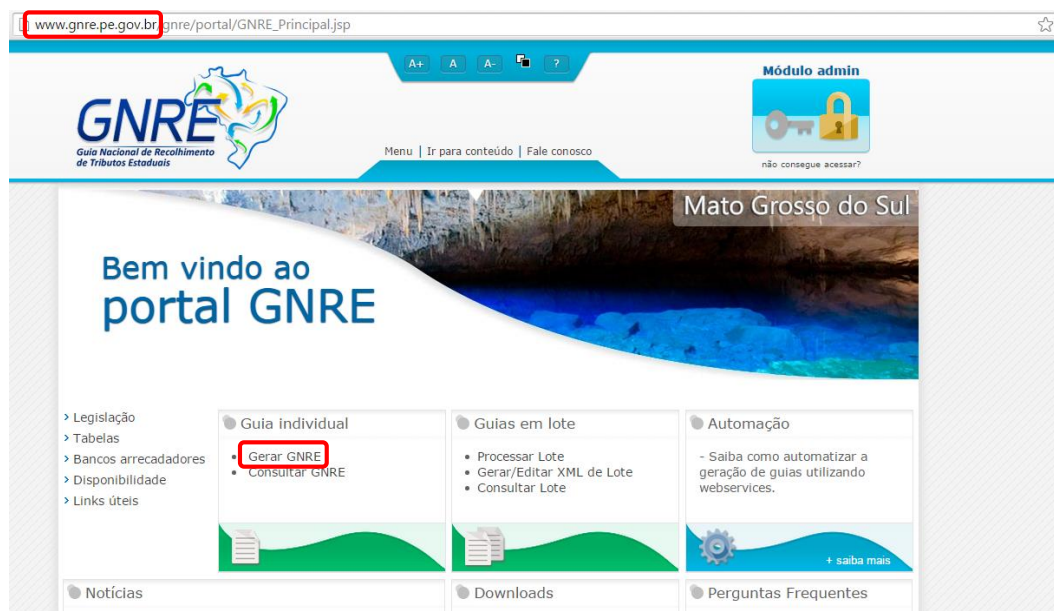 www.gnre.pe.gov.br/gnre/portal/GNRE_Principal.jsp
A+ A A- ?
Módulo admin
GNRE
Guia Nacional de Recolhimento
de Tributos Estaduais
Menu | Ir para conteúdo | Fale conosco
não consegue acessar?
Mato Grosso do Sul
Bem vindo ao
portal GNRE
Legislação
Tabelas
Bancos arrecadadores
Disponibilidade
Links úteis
Guia individual
Gerar GNRE
Consultar GNRE
Guias em lote
Processar Lote
Gerar/Editar XML de Lote
Consultar Lote
Automação
- Saiba como automatizar a
geração de guias utilizando
webservices.
+ saiba mais
Notícias
Downloads
Perguntas Frequentes